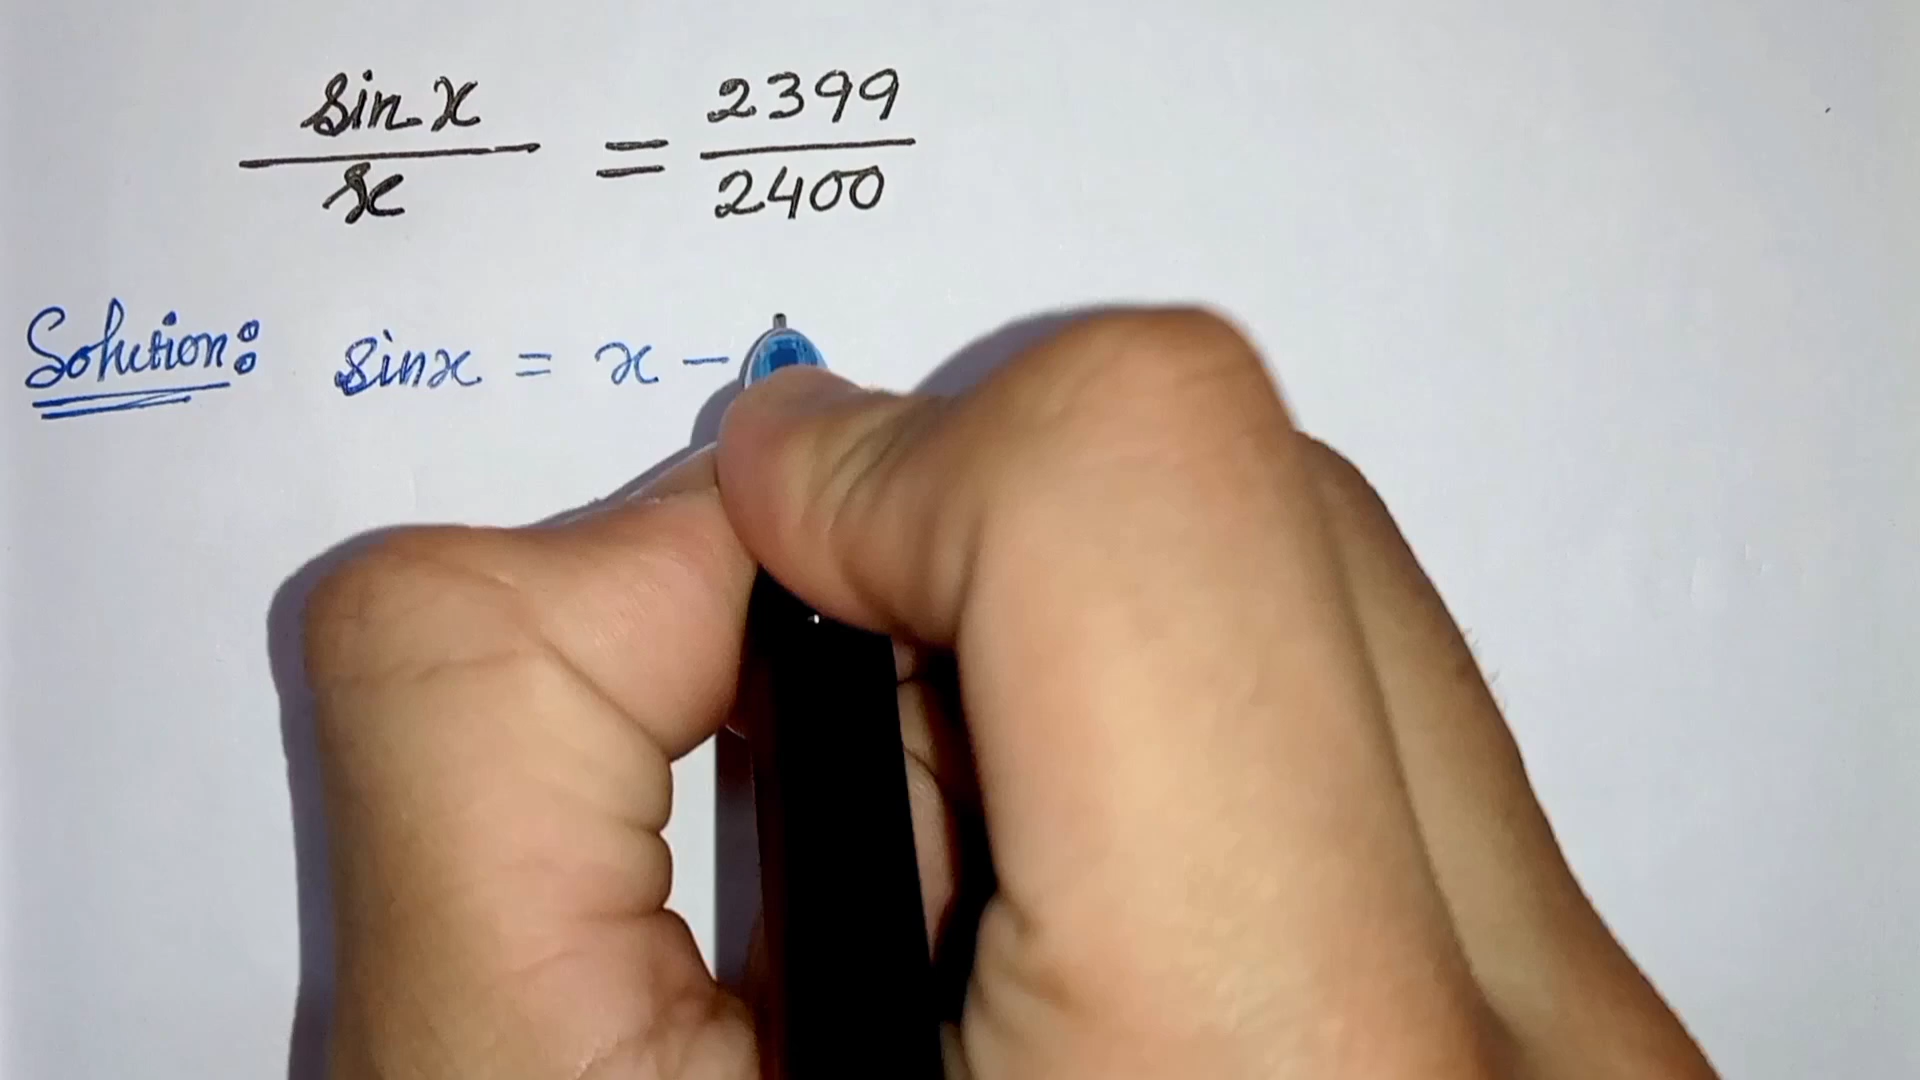 sin x / x = 2399 / 2400
Solution: sinx = x -